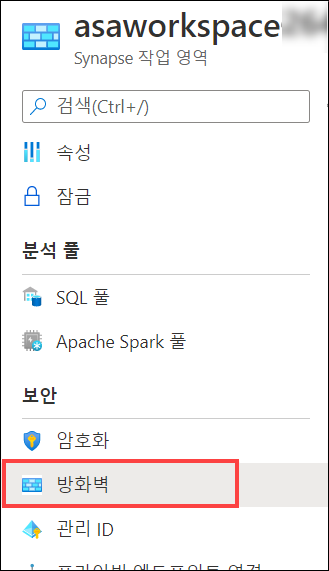 asaworkspace
Synapse 작업 영역
검색(Ctrl+/)
속성
잠금
분석 풀
SQL 풀
Apache Spark 풀
보안
암호화
방화벽
관리 ID